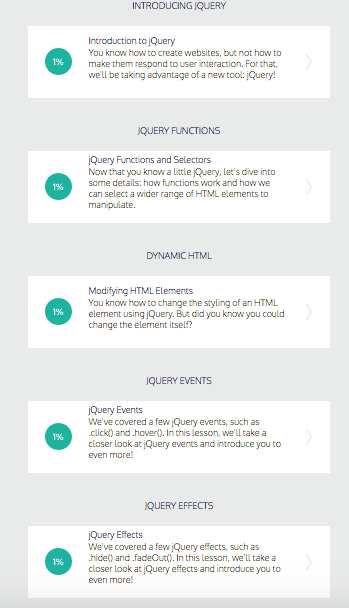 INTRODUCING JQUERY
1%
Introduction to jQuery
You know how to create websites, but not how to
make them respond to user interaction. For that,
we'll be taking advantage of a new tool: jQuery!
JQUERY FUNCTIONS
1%
jQuery Functions and Selectors
Now that you know a little jQuery, let's dive into
some details: how functions work and how we
can select a wider range of HTML elements to
manipulate.
DYNAMIC HTML
1%
Modifying HTML Elements
You know how to change the styling of an HTML
element using jQuery. But did you know you could
change the element itself?
JQUERY EVENTS
1%
jQuery Events
We've covered a few jQuery events, such as
.click() and .hover(). In this lesson, we'll take a
closer look at jQuery events and introduce you to
even more!
JQUERY EFFECTS
1%
jQuery Effects
We've covered a few jQuery effects, such as
.hide() and .fadeOut(). In this lesson, we'll take a
closer look at jQuery effects and introduce you to
even more!